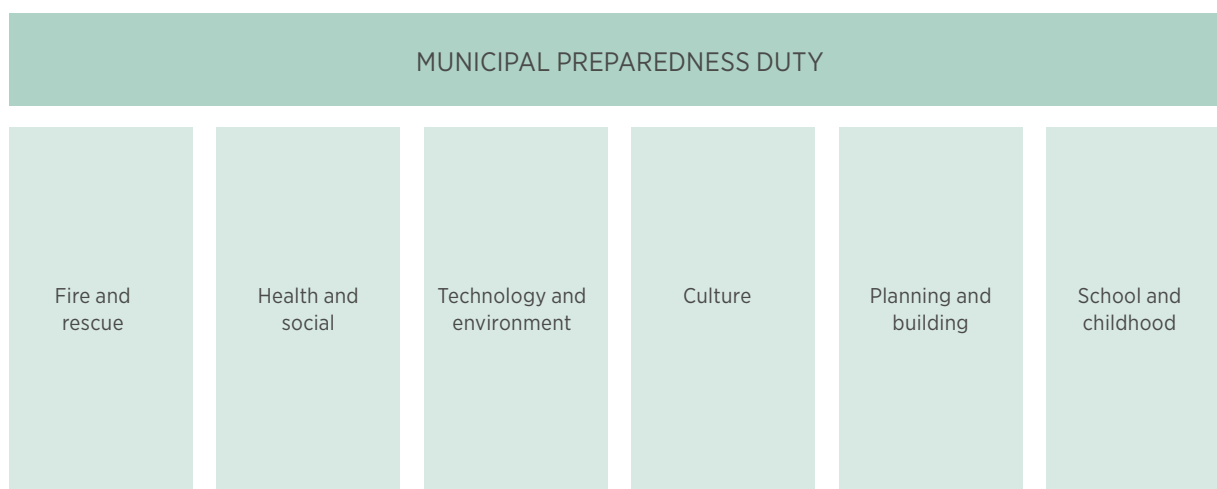 MUNICIPAL PREPAREDNESS DUTY
Fire and
rescue
Health and
social
Technology and
environment
Culture
Planning and
building
School and
childhood